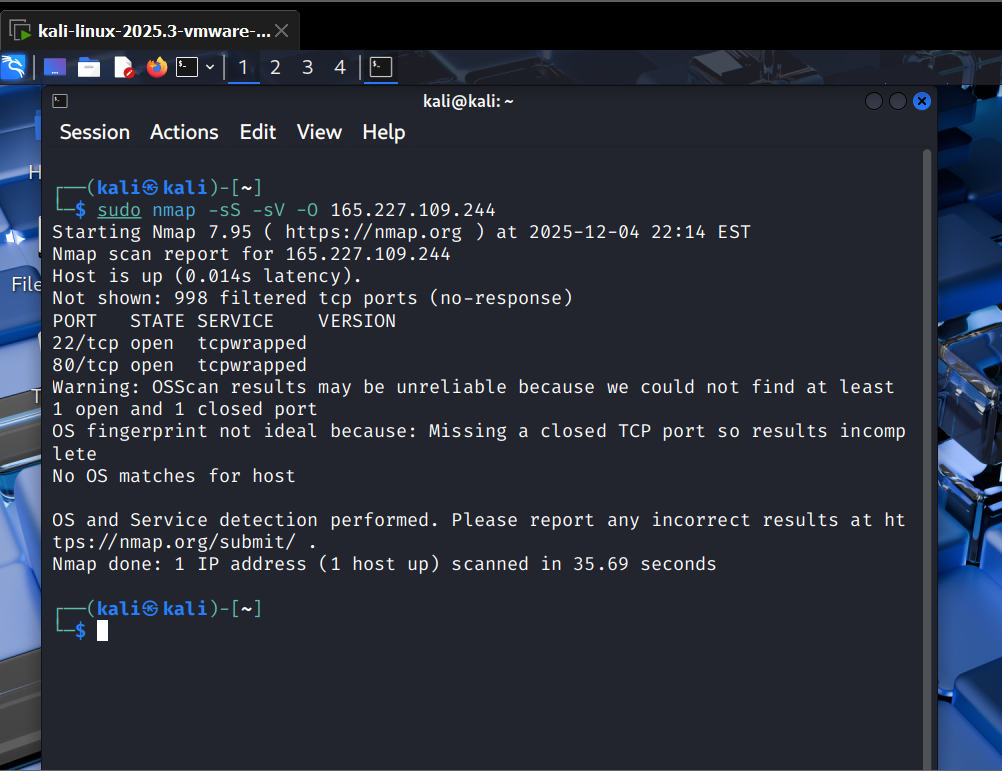 kali-linux-2025.3-vmware-...
1 2 3 4
kali@kali: ~
Session Actions Edit View Help
┌──(kali㉿kali)-[~]
└─$ sudo nmap -sS -sV -O 165.227.109.244
Starting Nmap 7.95 ( https://nmap.org ) at 2025-12-04 22:14 EST
Nmap scan report for 165.227.109.244
Host is up (0.014s latency).
Not shown: 998 filtered tcp ports (no-response)
PORT   STATE SERVICE    VERSION
22/tcp open  tcpwrapped
80/tcp open  tcpwrapped
Warning: OSScan results may be unreliable because we could not find at least
1 open and 1 closed port
OS fingerprint not ideal because: Missing a closed TCP port so results incomp
lete
No OS matches for host
OS and Service detection performed. Please report any incorrect results at ht
tps://nmap.org/submit/ .
Nmap done: 1 IP address (1 host up) scanned in 35.69 seconds
┌──(kali㉿kali)-[~]
└─$
H
File
T